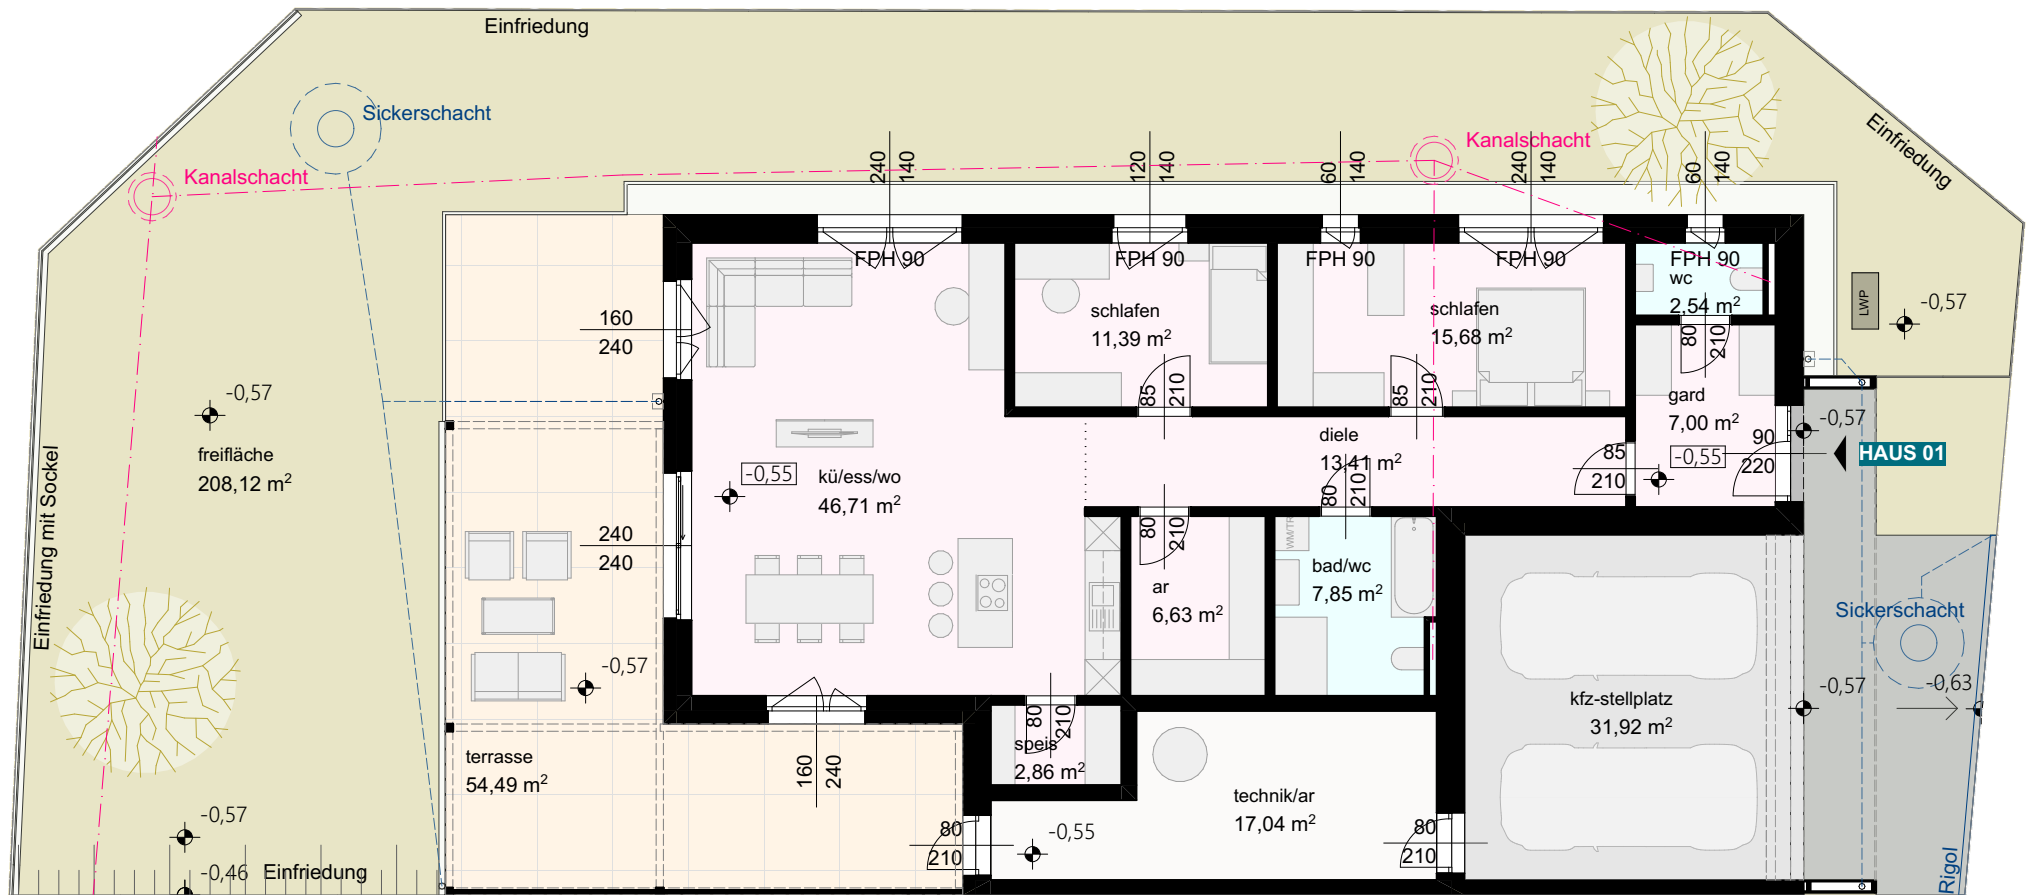 Einfriedung
Sickerschacht
Kanalschacht
Kanalschacht
Einfriedung
240
140
120
140
60
140
240
140
60
140
FPH 90
FPH 90
FPH 90
FPH 90
FPH 90
wc
2,54 m²
LWP
-0,57
schlafen
11,39 m²
schlafen
15,68 m²
160
240
80
210
85
210
85
210
-0,57
gard
7,00 m²
-0,57
freifläche
208,12 m²
Einfriedung mit Sockel
-0,55
kü/ess/wo
46,71 m²
diele
13,41 m²
85
210
-0,55
90
220
HAUS 01
240
240
80
210
80
210
WM/TR
ar
6,63 m²
bad/wc
7,85 m²
Sickerschacht
-0,57
-0,57
-0,63
kfz-stellplatz
31,92 m²
80
210
speis
2,86 m²
terrasse
54,49 m²
160
240
technik/ar
17,04 m²
-0,57
-0,55
80
210
80
210
-0,46
Einfriedung
Rigol